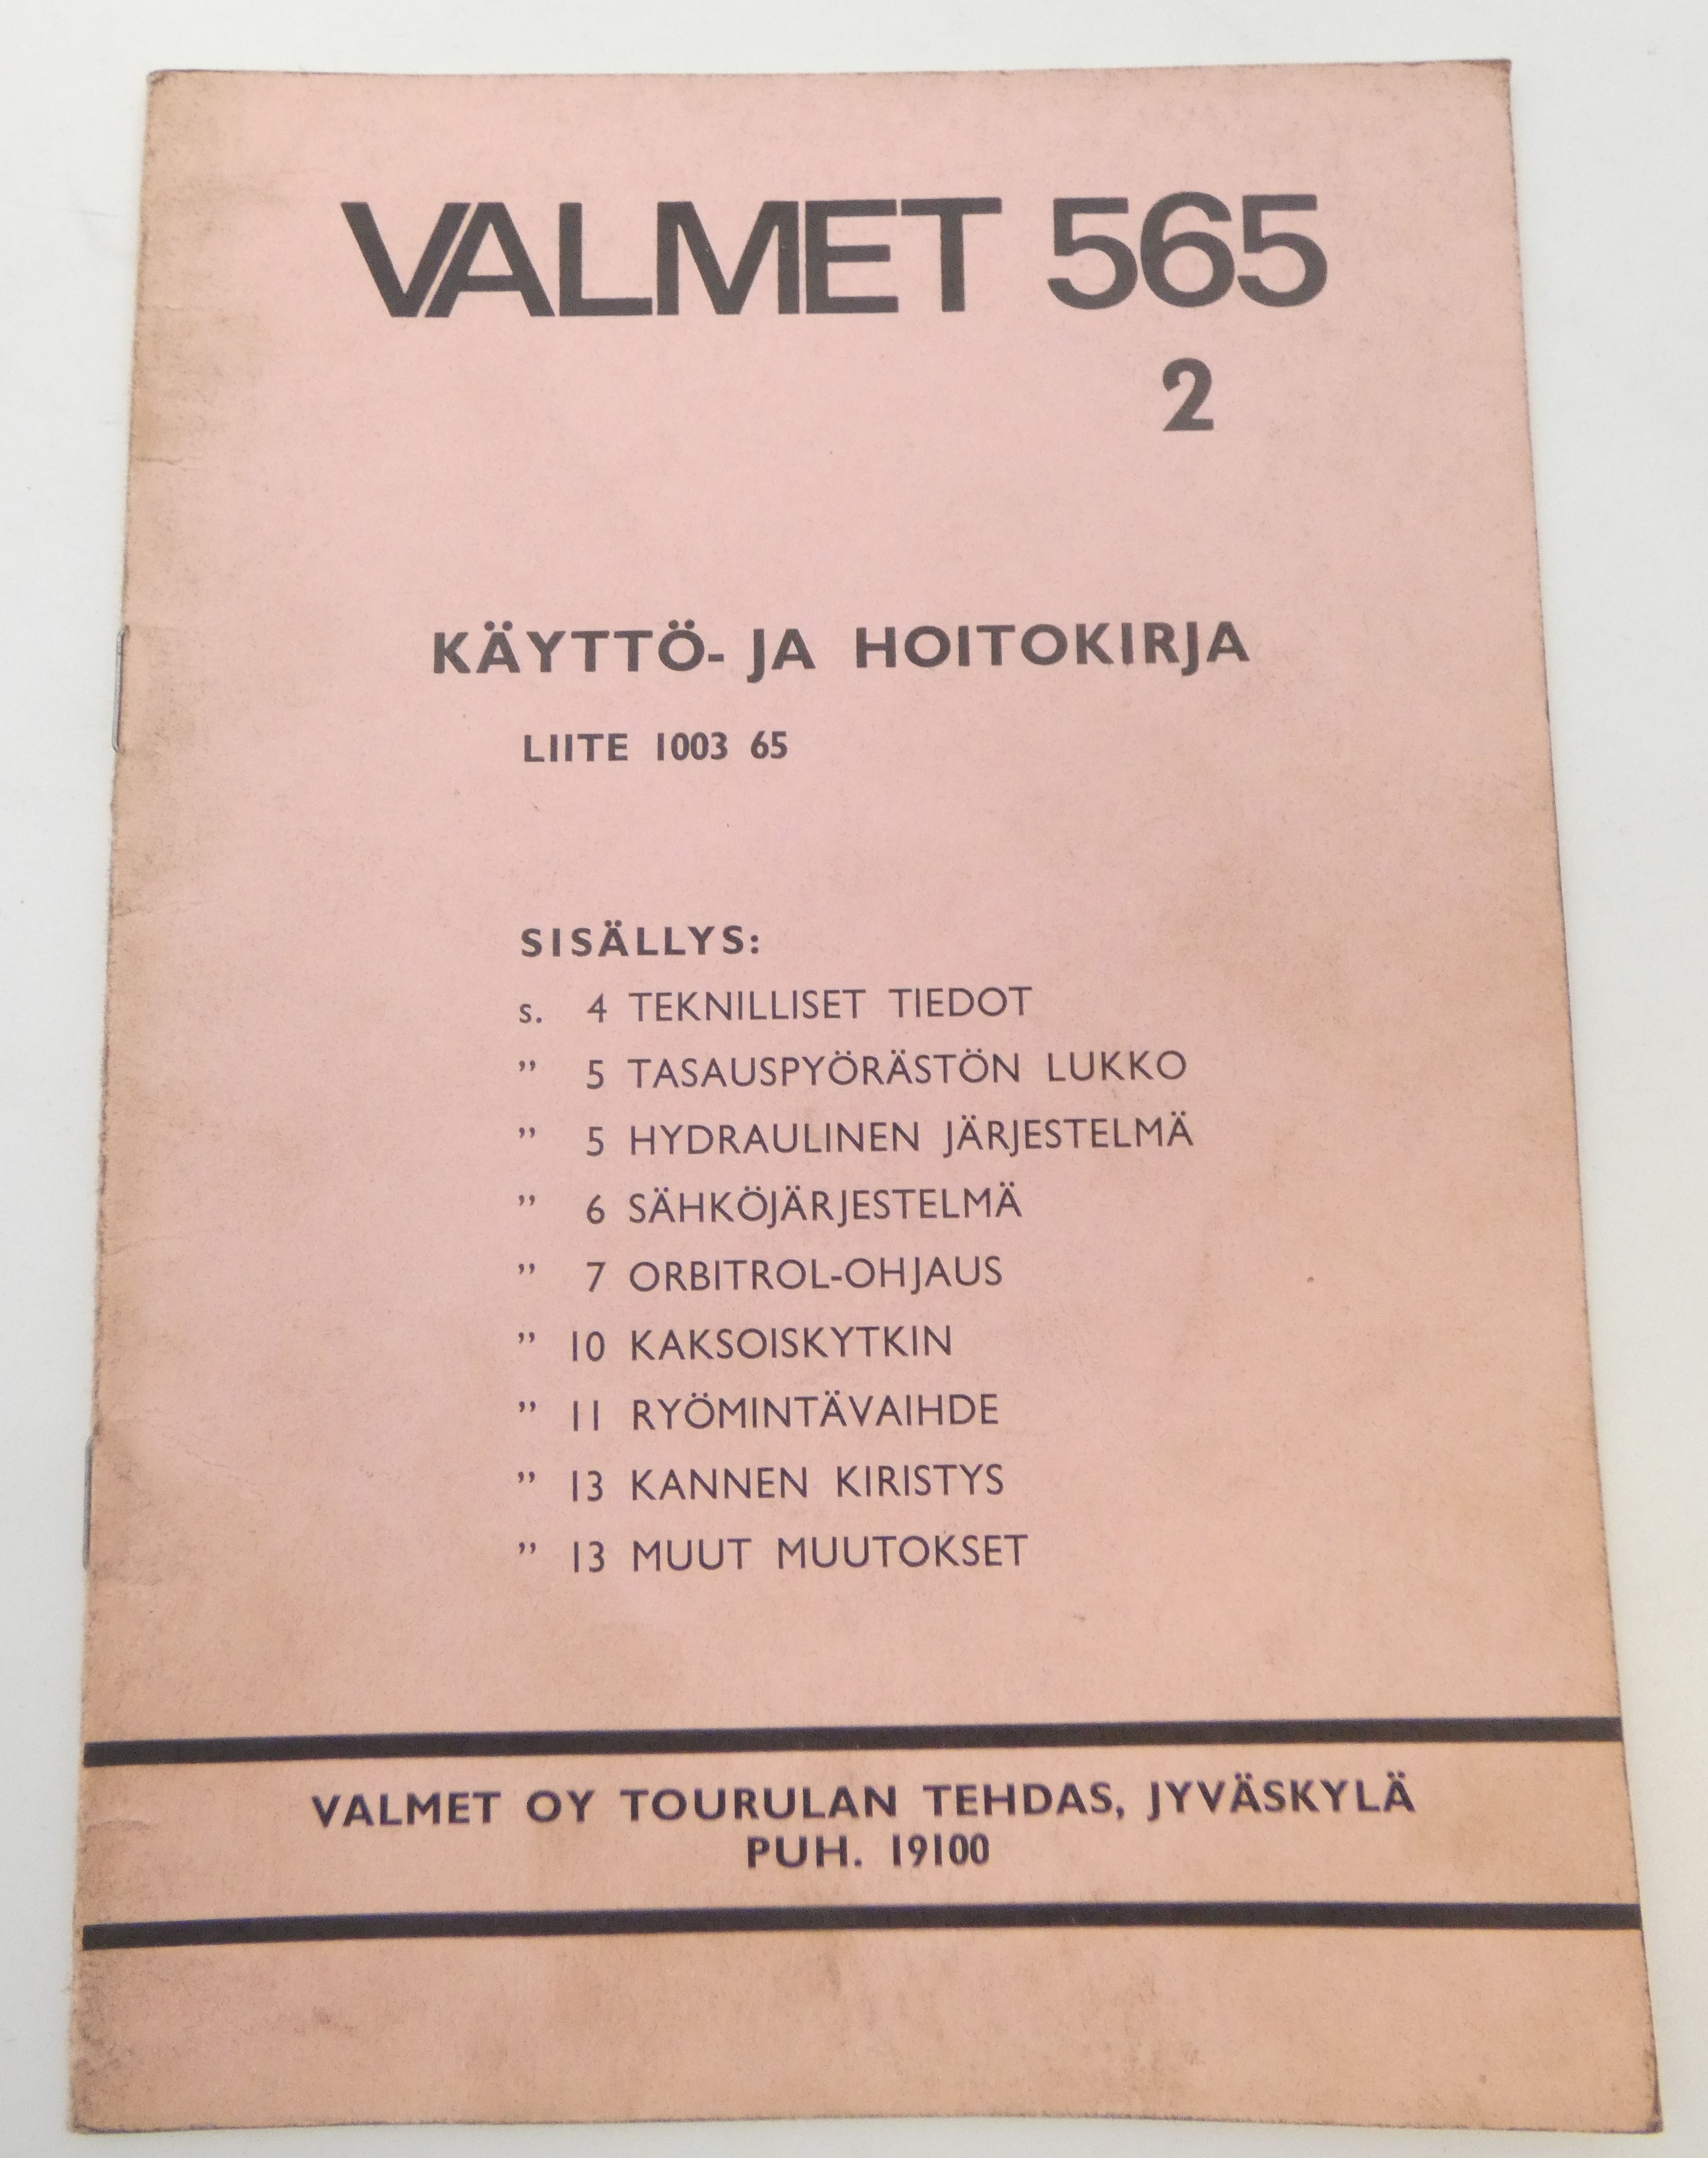 VALMET 565
2
KÄYTTÖ- JA HOITOKIRJA
LIITE 1003 65
SISÄLLYS:
s. 4 TEKNILLISET TIEDOT
” 5 TASAUSPYÖRÄSTÖN LUKKO
” 5 HYDRAULINEN JÄRJESTELMÄ
” 6 SÄHKÖJÄRJESTELMÄ
” 7 ORBITROL-OHJAUS
” 10 KAKSOISKYTKIN
” 11 RYÖMINTÄVAIHDE
” 13 KANNEN KIRISTYS
” 13 MUUT MUUTOKSET
VALMET OY TOURULAN TEHDAS, JYVÄSKYLÄ
PUH. 19100